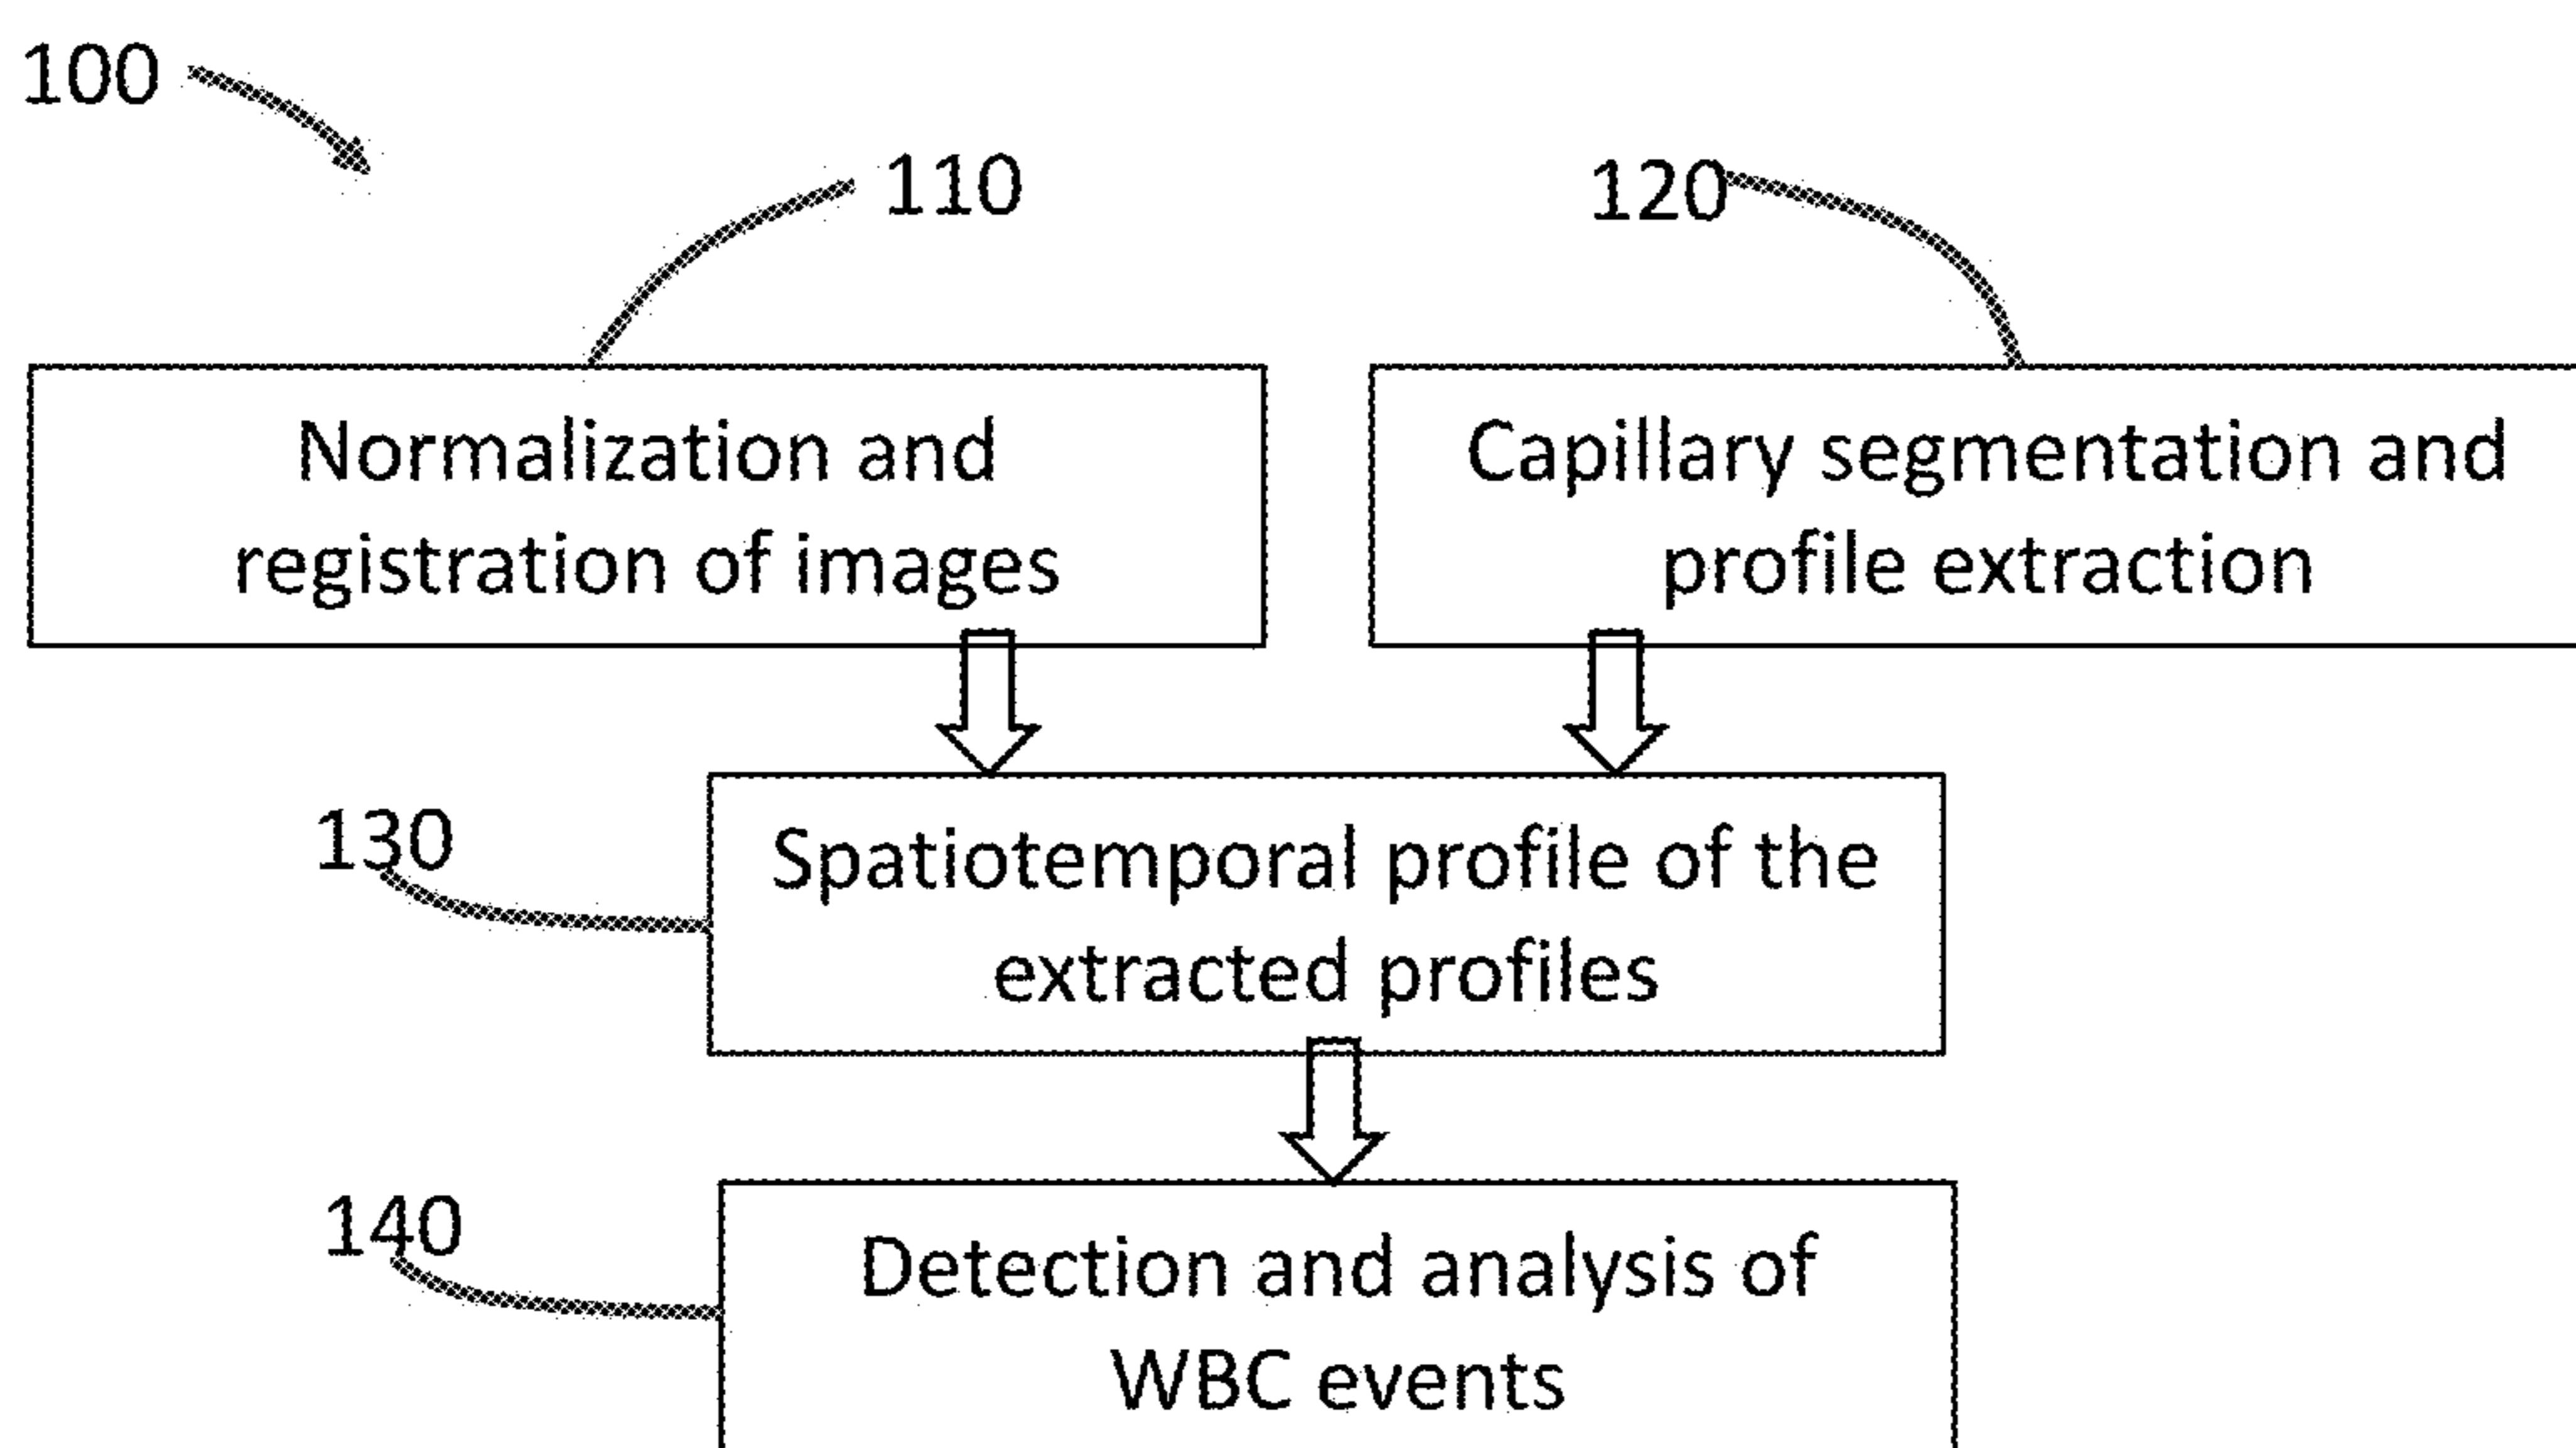 100
110
120
Normalization and
registration of images
Capillary segmentation and
profile extraction
130
Spatiotemporal profile of the
extracted profiles
140
Detection and analysis of
WBC events